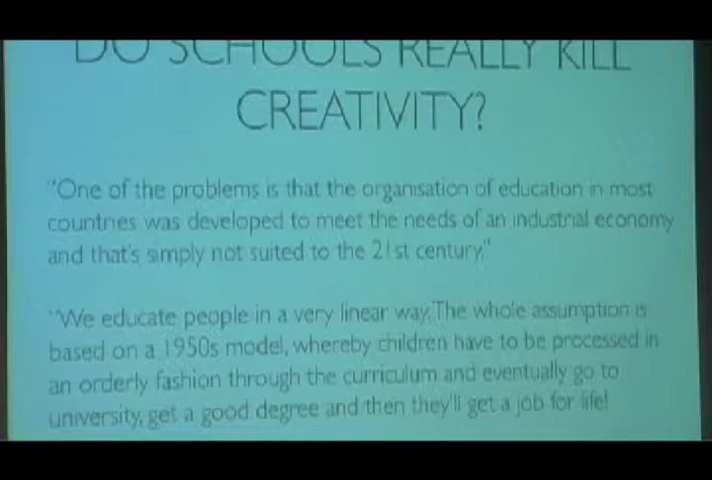 DO SCHOOLS REALLY KILL
CREATIVITY?
"One of the problems is that the organisation of education in most
countries was developed to meet the needs of an industrial economy
and that's simply not suited to the 21st century."
"We educate people in a very linear way. The whole assumption is
based on a 1950s model, whereby children have to be processed in
an orderly fashion through the curriculum and eventually go to
university, get a good degree and then they'll get a job for life!